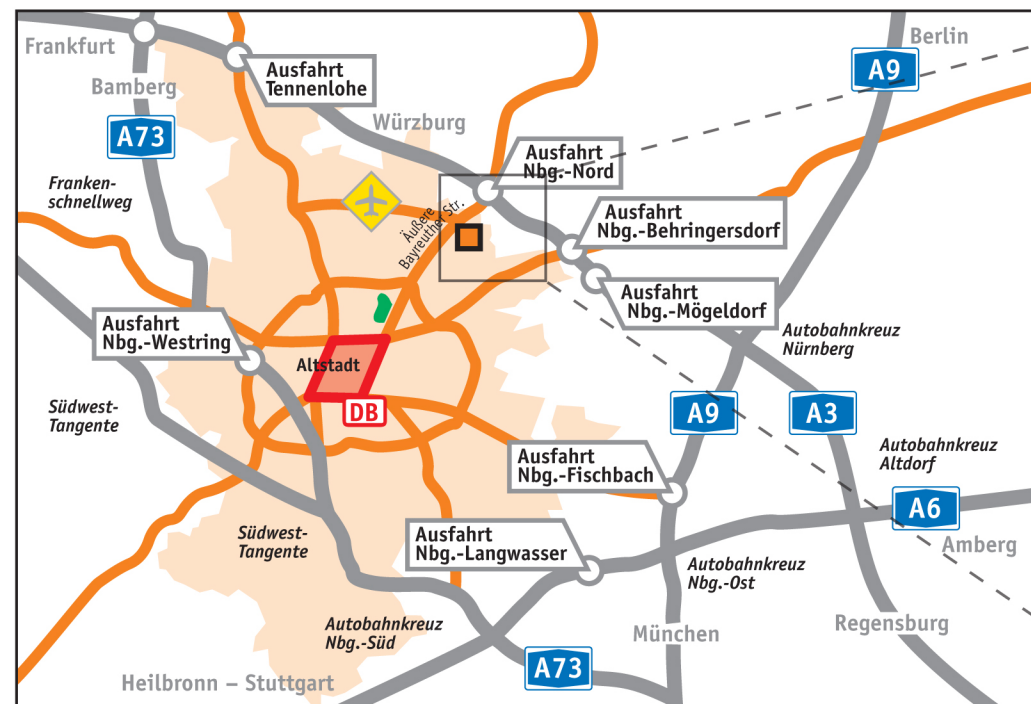 Frankfurt
Berlin
Ausfahrt
Tennenlohe
A9
Bamberg
Würzburg
A73
Ausfahrt
Nbg.-Nord
Franken-
schnellweg
Äußere
Bayreuther Str.
Ausfahrt
Nbg.-Behringersdorf
Ausfahrt
Nbg.-Mögeldorf
Ausfahrt
Nbg.-Westring
Autobahnkreuz
Nürnberg
Altstadt
DB
A9
A3
Südwest-
Tangente
Autobahnkreuz
Altdorf
Ausfahrt
Nbg.-Fischbach
A6
Südwest-
Tangente
Ausfahrt
Nbg.-Langwasser
Amberg
Autobahnkreuz
Nbg.-Ost
Autobahnkreuz
Nbg.-Süd
München
Regensburg
A73
Heilbronn – Stuttgart